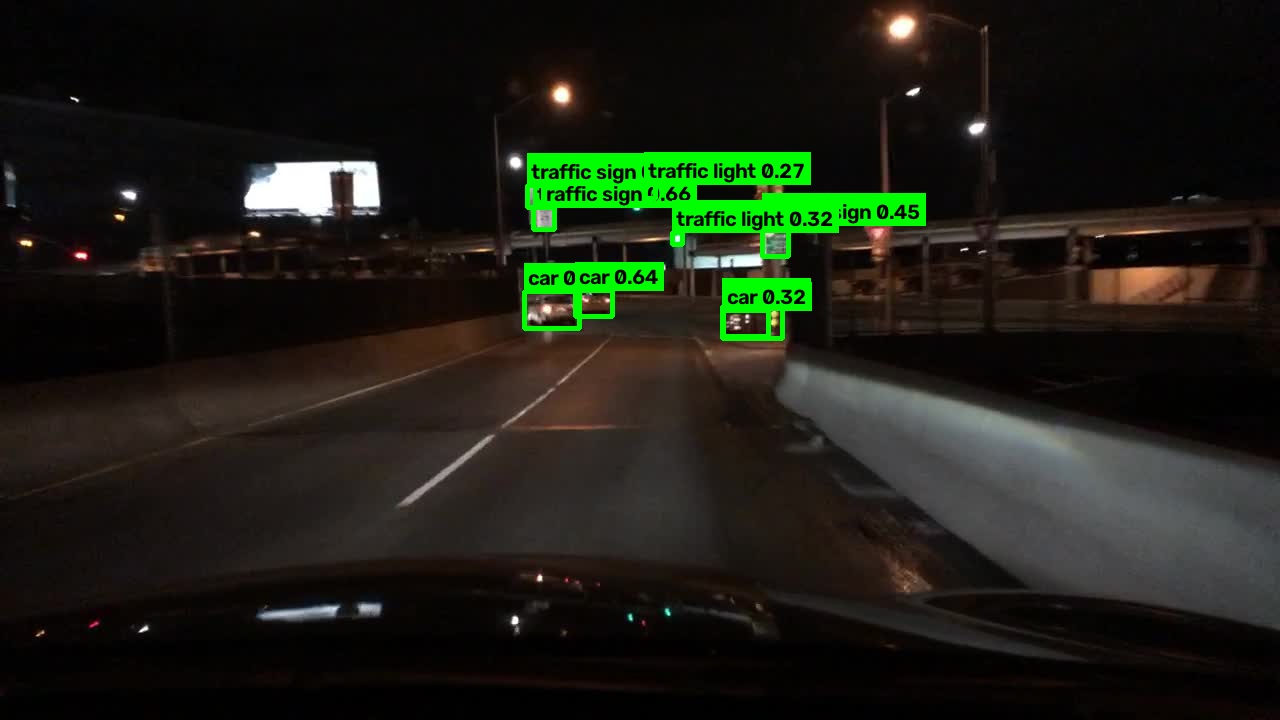 traffic sign
traffic light 0.27
traffic sign 0.66
sign 0.45
traffic light 0.32
car 0
car 0.64
car 0.32